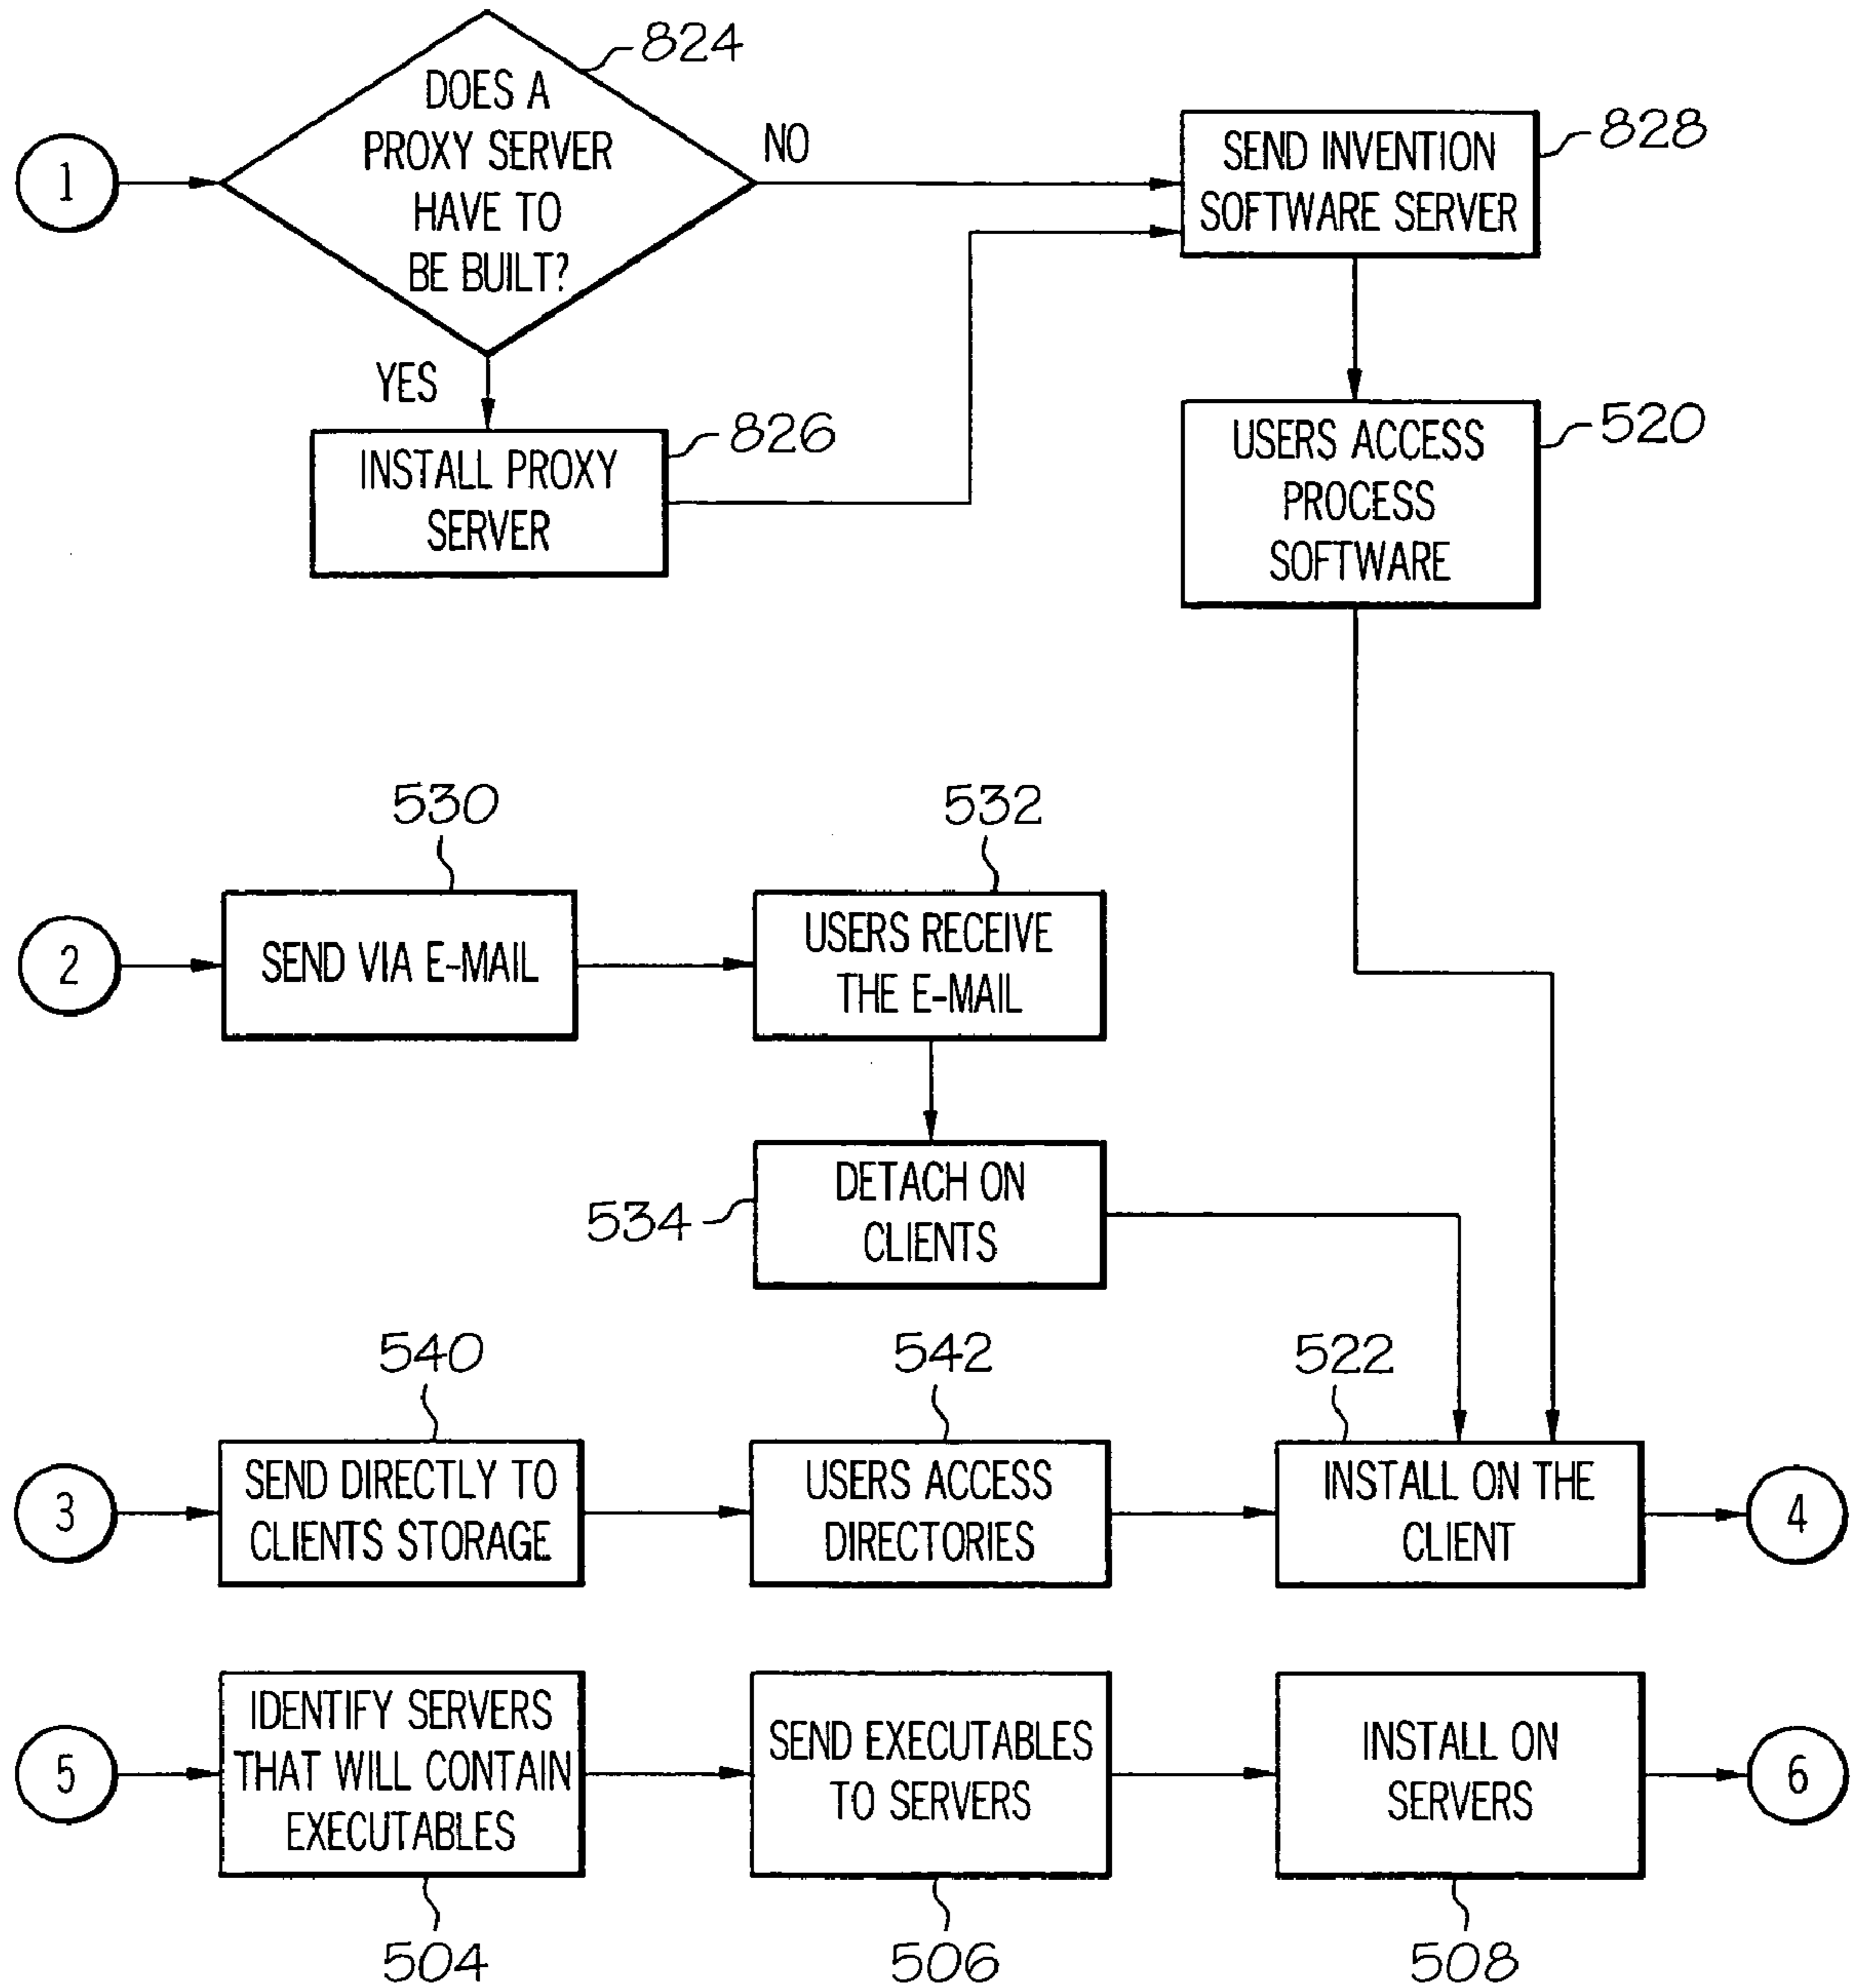 824
DOES A
PROXY SERVER
HAVE TO
BE BUILT?
1
NO
SEND INVENTION
SOFTWARE SERVER
828
YES
INSTALL PROXY
SERVER
826
USERS ACCESS
PROCESS
SOFTWARE
520
530
532
2
SEND VIA E-MAIL
USERS RECEIVE
THE E-MAIL
DETACH ON
CLIENTS
534
540
542
522
3
SEND DIRECTLY TO
CLIENTS STORAGE
USERS ACCESS
DIRECTORIES
INSTALL ON THE
CLIENT
4
5
IDENTIFY SERVERS
THAT WILL CONTAIN
EXECUTABLES
SEND EXECUTABLES
TO SERVERS
INSTALL ON
SERVERS
6
504
506
508